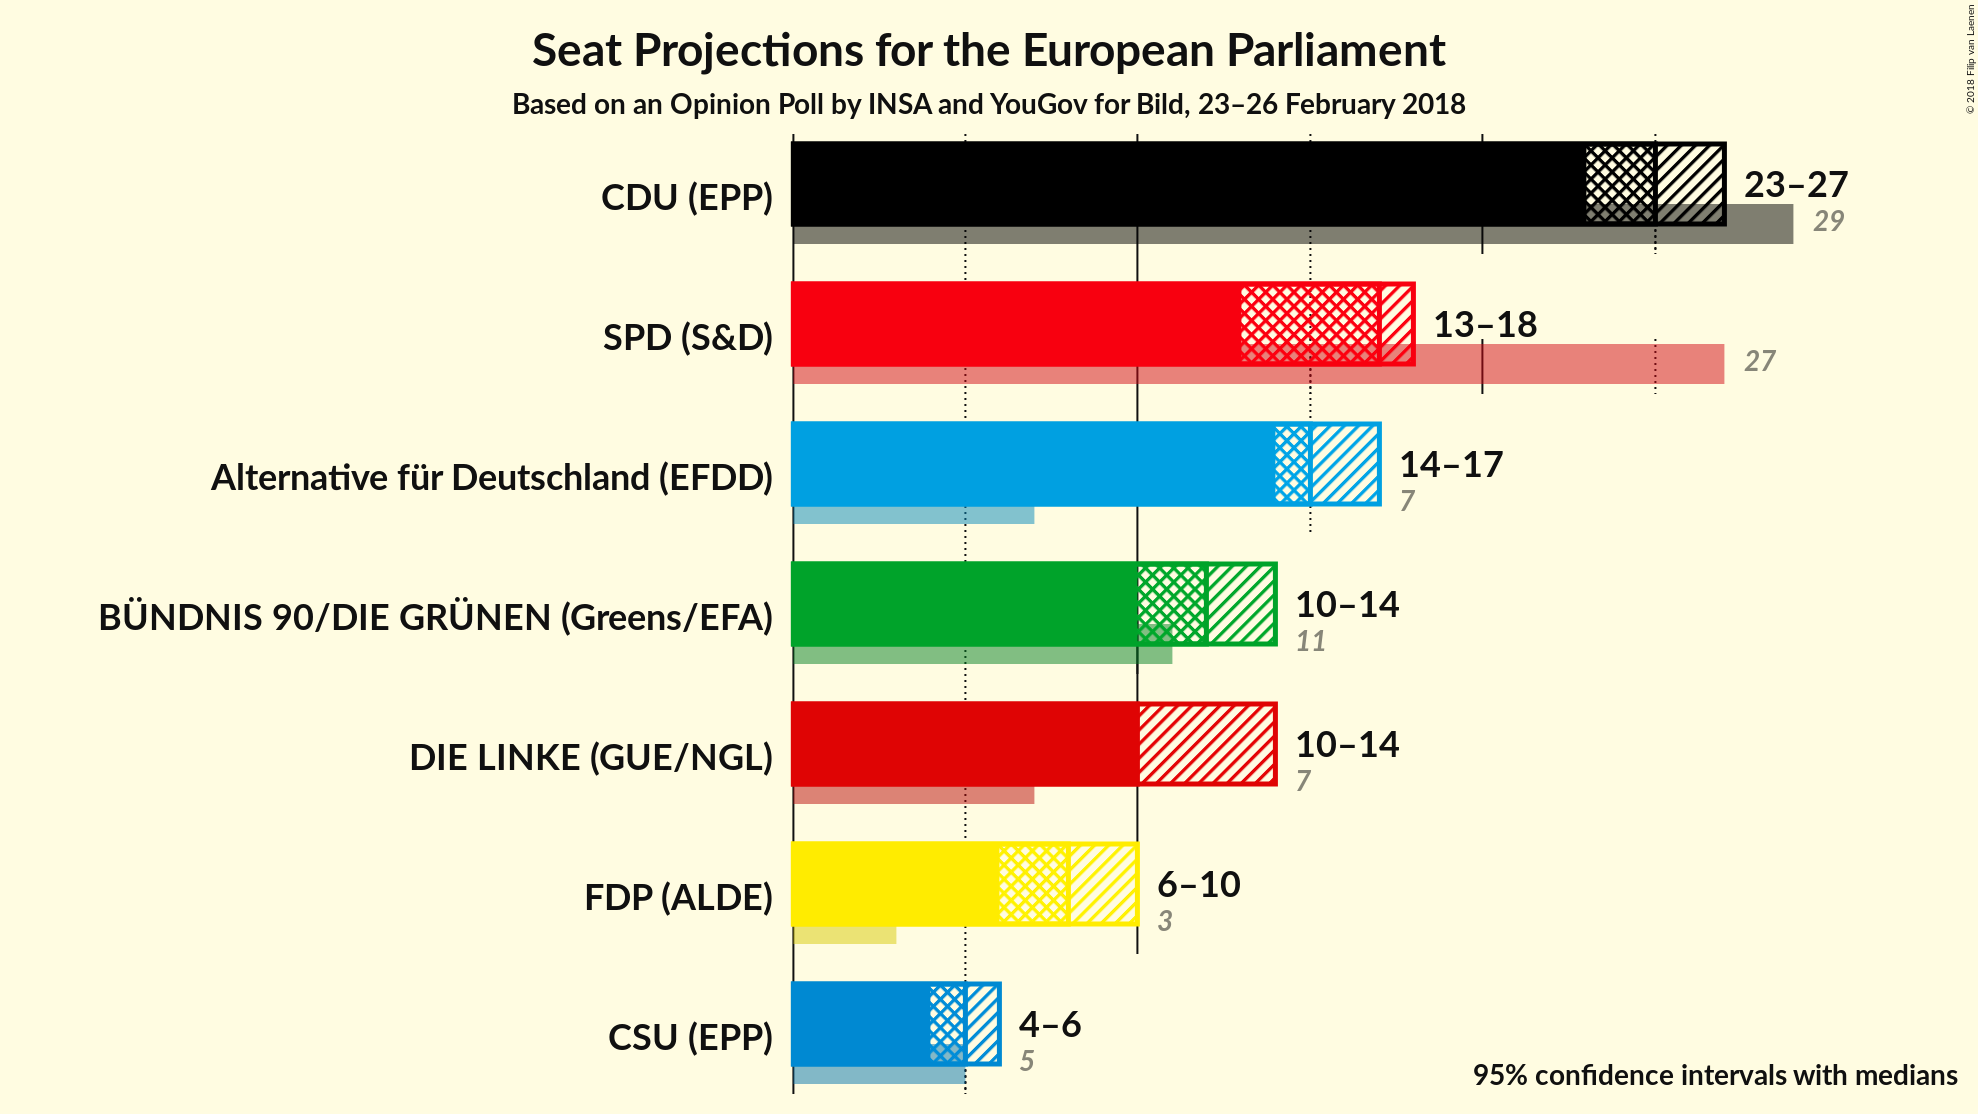 Seat Projections for the European Parliament
Based on an Opinion Poll by INSA and YouGov for Bild, 23–26 February 2018
© 2018 Filip van Laenen
CDU (EPP)
23–27
29
SPD (S&D)
13–18
27
Alternative für Deutschland (EFDD)
14–17
7
BÜNDNIS 90/DIE GRÜNEN (Greens/EFA)
10–14
11
DIE LINKE (GUE/NGL)
10–14
7
FDP (ALDE)
6–10
3
CSU (EPP)
4–6
5
95% confidence intervals with medians